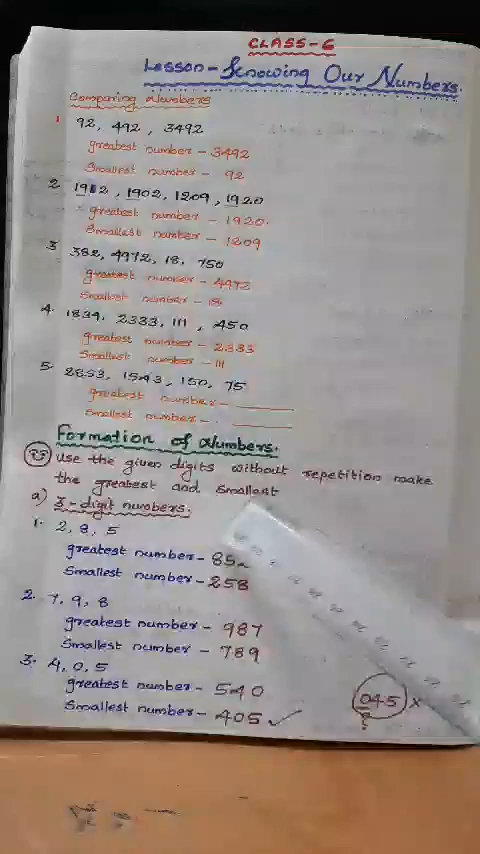 CLASS-6
Lesson-Knowing Our Numbers.
Comparing Numbers
1 92, 492, 3492
greatest number - 3492
Smallest number - 92
2. 1912, 1902, 1209, 1920
greatest number - 1920.
Smallest number - 1209
3 382, 4972, 18, 750
greatest number - 4972
Smallest number - 18
4. 1834, 2333, 111, 450
greatest number - 2333
Smallest number - 111
5. 2853, 1543, 150, 75
greatest number -
Smallest number -
Formation of Numbers.
use the given digits without repetition make
the greatest and smallest
a) 3-digit numbers.
1. 2, 8, 5
greatest number - 852
Smallest number - 258
2. 7, 9, 8
greatest number - 987
Smallest number - 789
3. 4, 0, 5
greatest number - 540
Smallest number - 405 ✓
045 ×